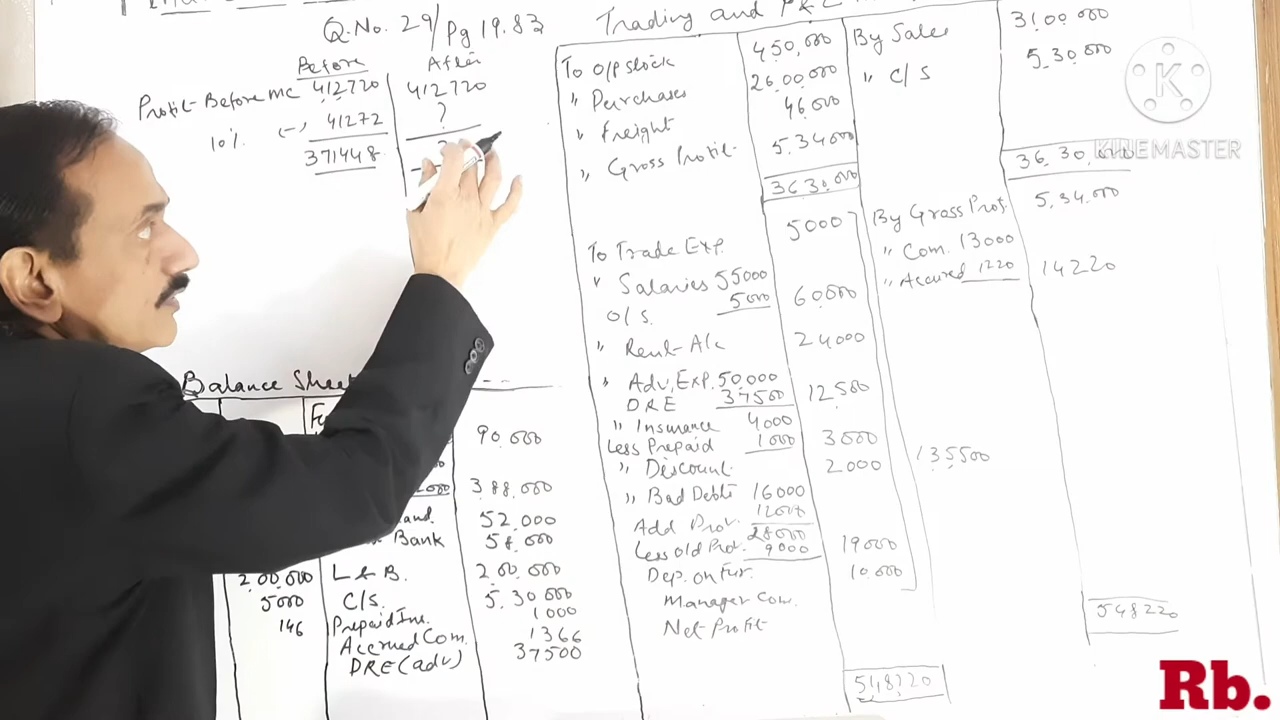 Q.No. 29/Pg 19.83
Before After
Profit Before MC 412720 412720
10% (-) 41272 ?
371448 ?
Trading and P&L
To O/P stock 450,000 By Sales 31,00,000
" Purchases 26,00,000 " C/S 5,30,000
" Freight 46,000
" Gross Profit 5,34,000
36,30,000 36,30,000
To Trade Exp. 5000 By Gross Prof. 5,34,000
" Salaries 55000 " Com. 13000
O/S. 5000 60,000 " Accured 1220 14220
" Rent A/c 24000
" Adv. Exp. 50,000
DRE 37500 12500
" Insurance 4000
Less Prepaid 1000 3000 135500
" Discount 2000
" Bad Debts 16000
Add Prov. 12000
28000
Less Old Prov. 9000 19000
Dep. on Fur. 10,000
Manager Com.
Net Profit
548220 548220
Balance Sheet - - -
90,000
3,88,000
and. 52,000
Bank 58,000
2,00,000 L & B. 2,00,000
5000 C/S. 5,30,000
146 Prepaid Ins. 1000
Accrued Com. 1366
DRE (adv) 37500
K
KINEMASTER
Rb.